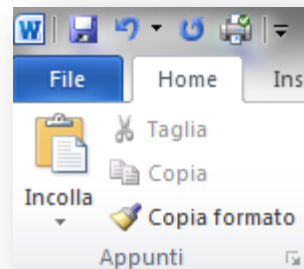 W
File Home Ins
Taglia
Copia
Incolla
Copia formato
Appunti